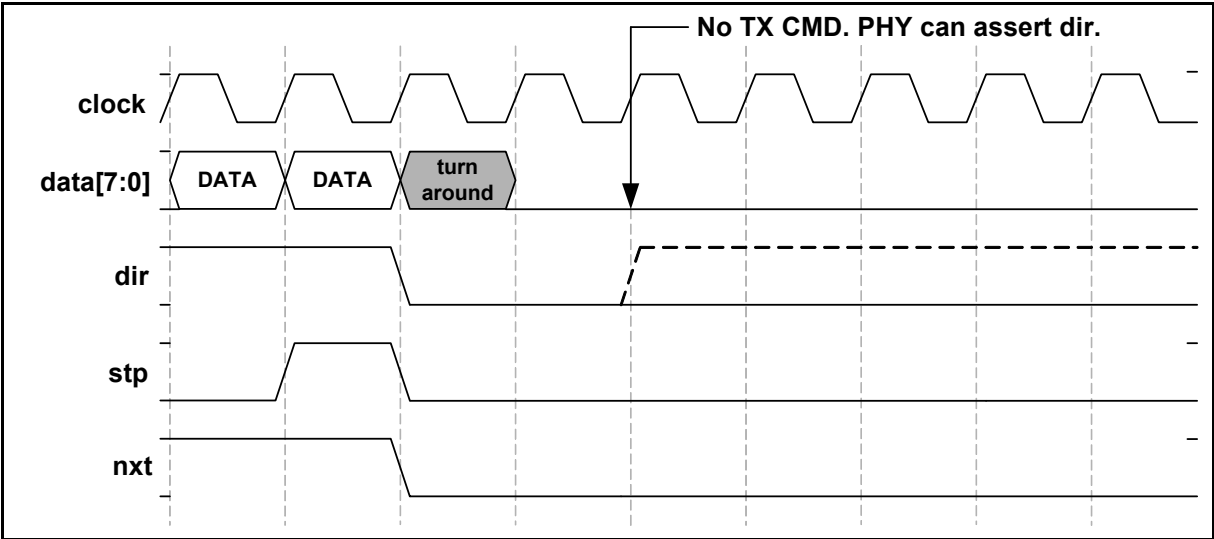 No TX CMD. PHY can assert dir.
clock
data[7:0]
DATA
DATA
turn
around
dir
stp
nxt